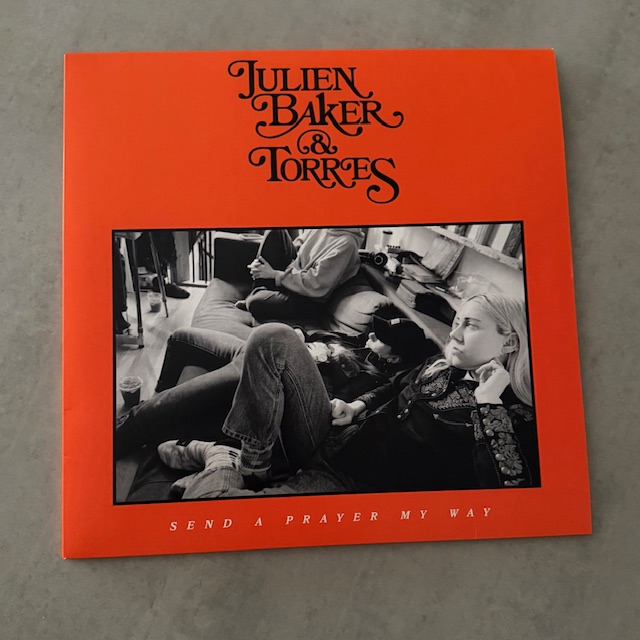 JULIEN
BAKER
&
TORRES
SEND A PRAYER MY WAY